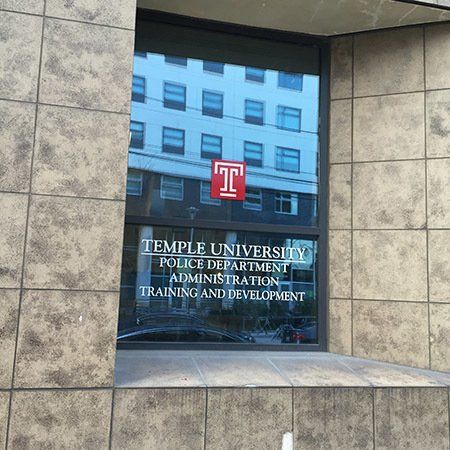 T
TEMPLE UNIVERSITY
POLICE DEPARTMENT
ADMINISTRATION
TRAINING AND DEVELOPMENT